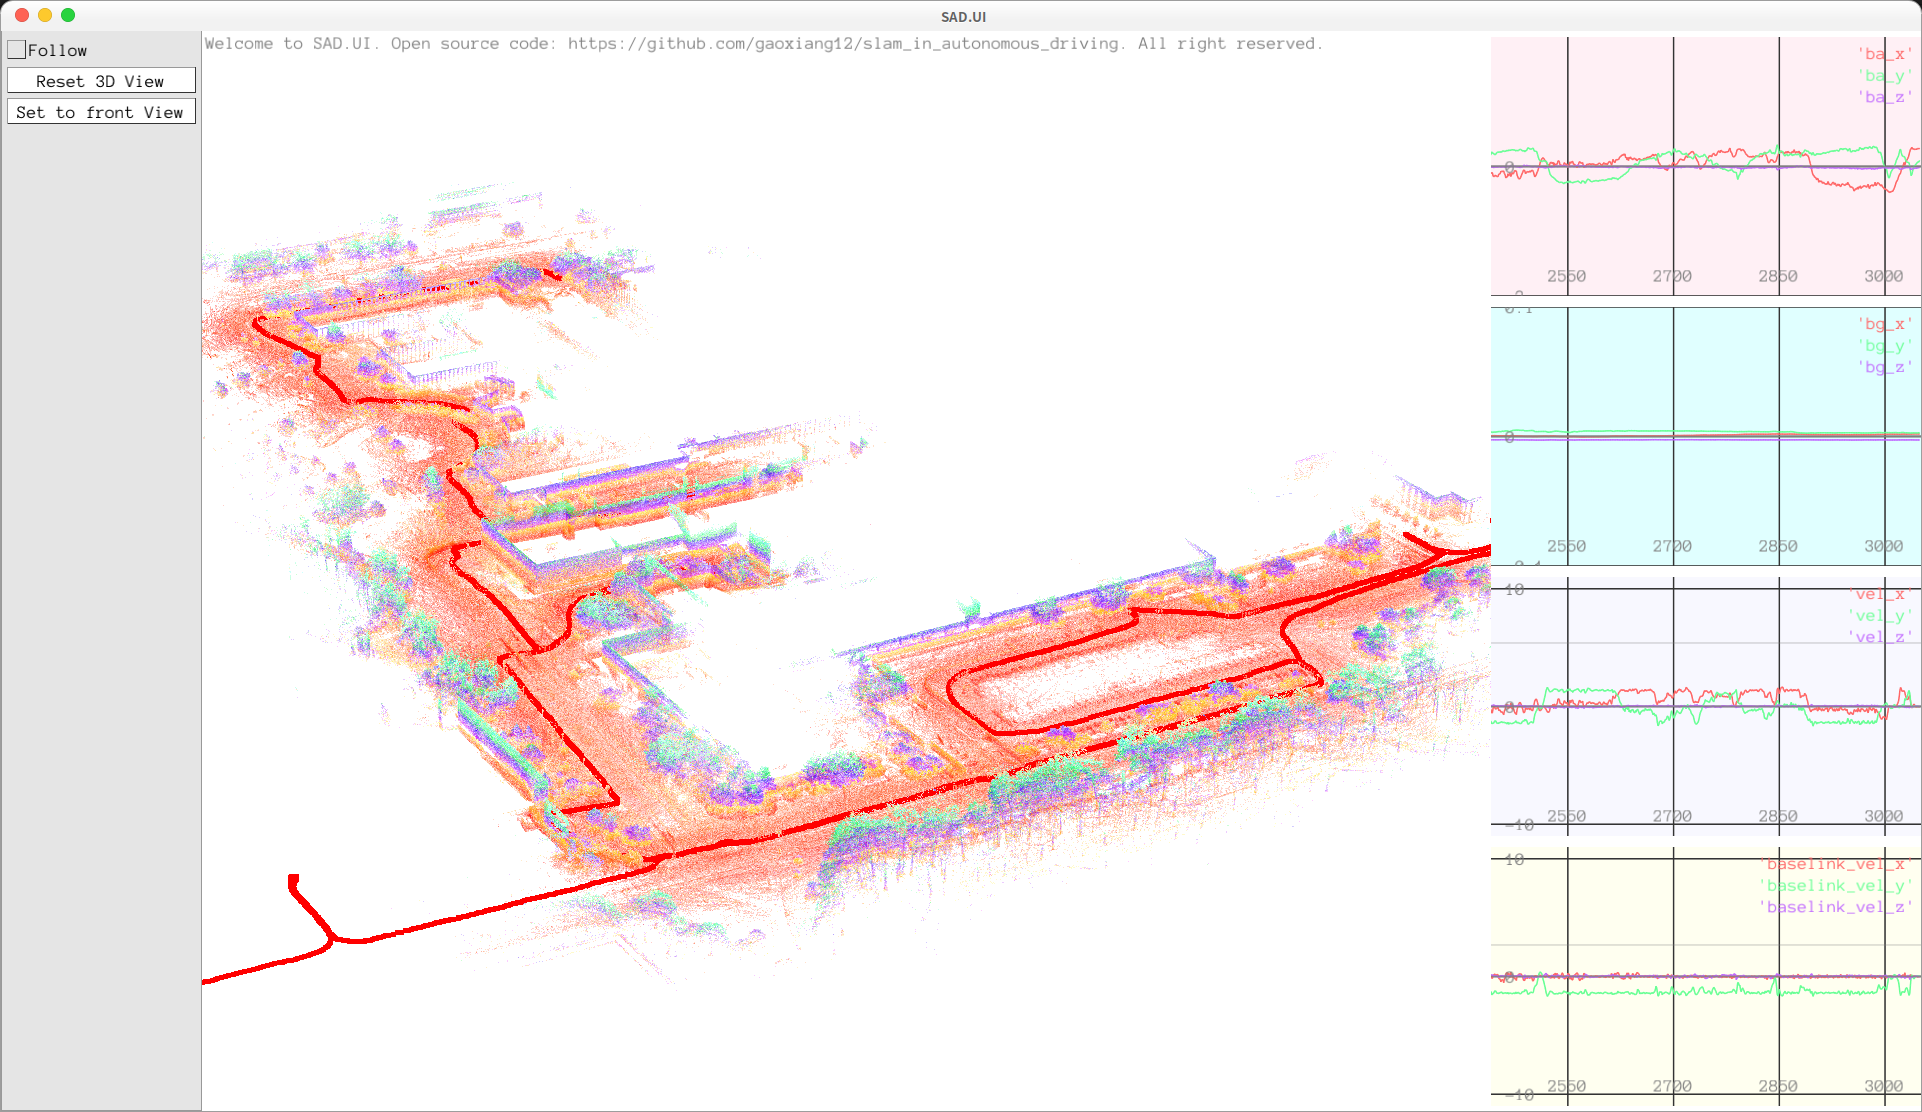 SAD.UI
Follow
Reset 3D View
Set to front View
Welcome to SAD.UI. Open source code: https://github.com/gaoxiang12/slam_in_autonomous_driving. All right reserved.
'ba_x'
'ba_y'
'ba_z'
0
2550 2700 2850 3000
0.1
'bg_x'
'bg_y'
'bg_z'
0
2550 2700 2850 3000
10
'vel_x'
'vel_y'
'vel_z'
0
2550 2700 2850 3000
-10
10
'baselink_vel_x'
'baselink_vel_y'
'baselink_vel_z'
0
2550 2700 2850 3000
-10